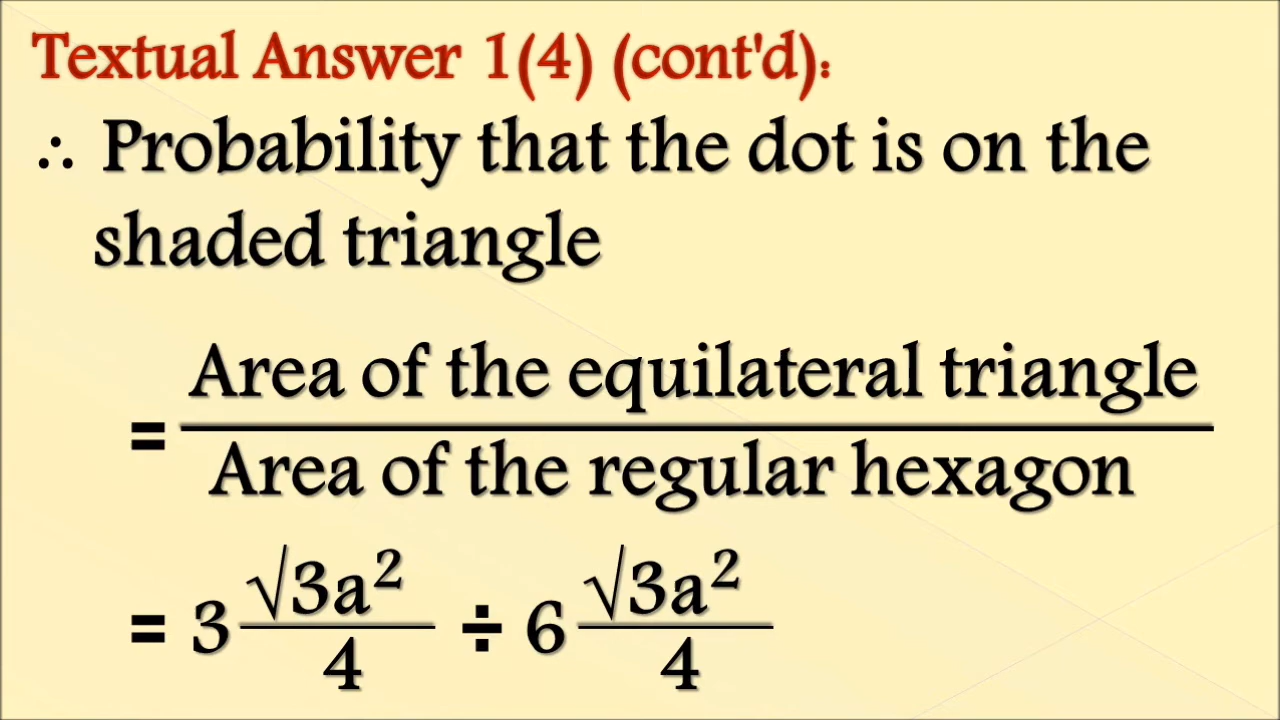 Textual Answer 1(4) (cont'd):
∴ Probability that the dot is on the
shaded triangle
= Area of the equilateral triangle
Area of the regular hexagon
= 3 √3a² / 4 ÷ 6 √3a² / 4